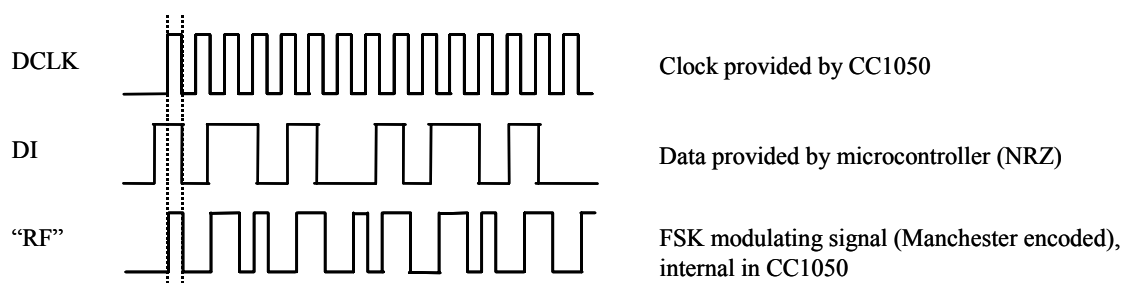 DCLK
Clock provided by CC1050
DI
Data provided by microcontroller (NRZ)
“RF”
FSK modulating signal (Manchester encoded),
internal in CC1050